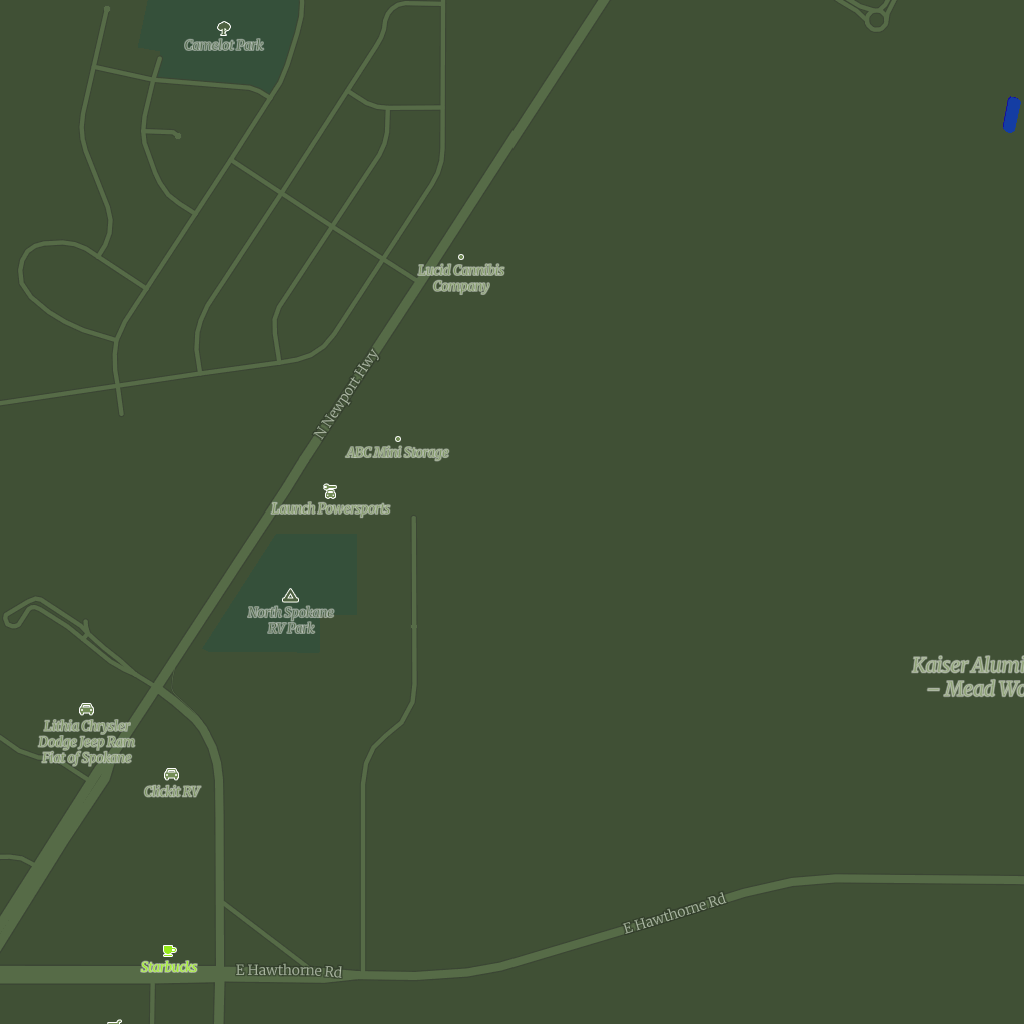 Camelot Park
Lucid Cannibis
Company
N Newport Hwy
ABC Mini Storage
Launch Powersports
North Spokane
RV Park
Kaiser Alumi
– Mead Wo
Lithia Chrysler
Dodge Jeep Ram
Fiat of Spokane
Clickit RV
E Hawthorne Rd
Starbucks
E Hawthorne Rd